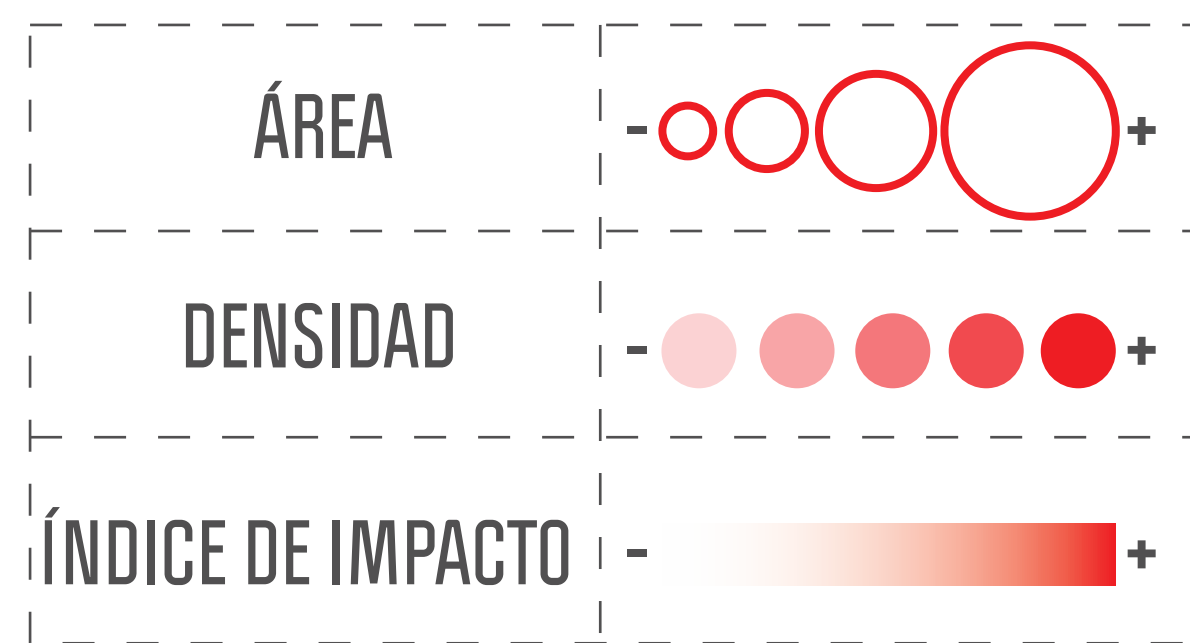 ÁREA
- +
DENSIDAD
- +
ÍNDICE DE IMPACTO
- +